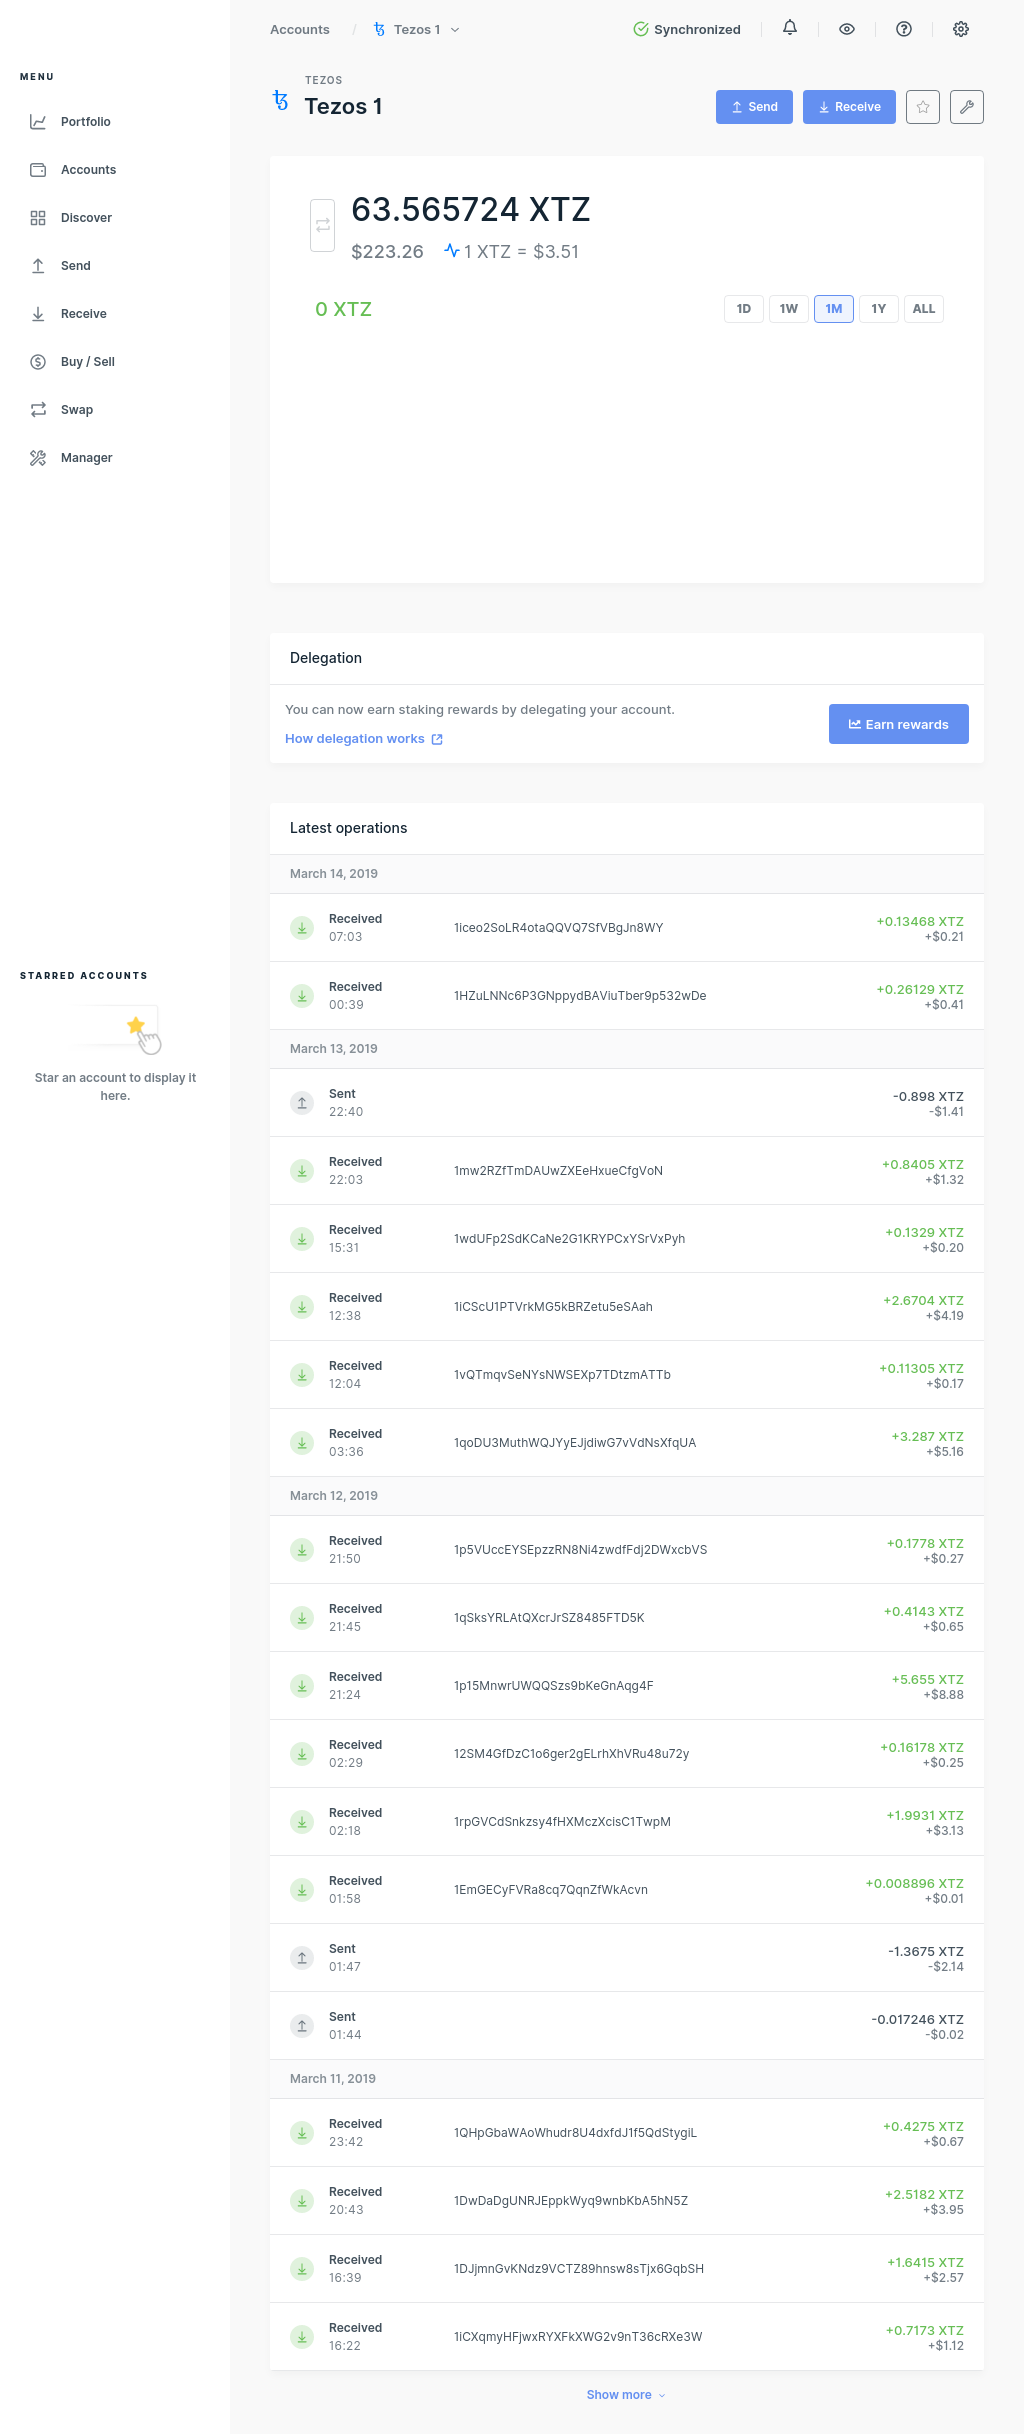 MENU
Portfolio
Accounts
Discover
Send
Receive
Buy / Sell
Swap
Manager
STARRED ACCOUNTS
Star an account to display it
here.
Accounts / Tezos 1
Synchronized
TEZOS
Tezos 1
Send
Receive
63.565724 XTZ
$223.26 1 XTZ = $3.51
0 XTZ
1D 1W 1M 1Y ALL
Delegation
You can now earn staking rewards by delegating your account.
How delegation works
Earn rewards
Latest operations
March 14, 2019
Received
07:03
1iceo2SoLR4otaQQVQ7SfVBgJn8WY
+0.13468 XTZ
+$0.21
Received
00:39
1HZuLNNc6P3GNppydBAViuTber9p532wDe
+0.26129 XTZ
+$0.41
March 13, 2019
Sent
22:40
-0.898 XTZ
-$1.41
Received
22:03
1mw2RZfTmDAUwZXEeHxueCfgVoN
+0.8405 XTZ
+$1.32
Received
15:31
1wdUFp2SdKCaNe2G1KRYPCxYSrVxPyh
+0.1329 XTZ
+$0.20
Received
12:38
1iCScU1PTVrkMG5kBRZetu5eSAah
+2.6704 XTZ
+$4.19
Received
12:04
1vQTmqvSeNYsNWSEXp7TDtzmATTb
+0.11305 XTZ
+$0.17
Received
03:36
1qoDU3MuthWQJYyEJjdiwG7vVdNsXfqUA
+3.287 XTZ
+$5.16
March 12, 2019
Received
21:50
1p5VUccEYSEpzzRN8Ni4zwdfFdj2DWxcbVS
+0.1778 XTZ
+$0.27
Received
21:45
1qSksYRLAtQXcrJrSZ8485FTD5K
+0.4143 XTZ
+$0.65
Received
21:24
1p15MnwrUWQQSzs9bKeGnAqg4F
+5.655 XTZ
+$8.88
Received
02:29
12SM4GfDzC1o6ger2gELrhXhVRu48u72y
+0.16178 XTZ
+$0.25
Received
02:18
1rpGVCdSnkzsy4fHXMczXcisC1TwpM
+1.9931 XTZ
+$3.13
Received
01:58
1EmGECyFVRa8cq7QqnZfWkAcvn
+0.008896 XTZ
+$0.01
Sent
01:47
-1.3675 XTZ
-$2.14
Sent
01:44
-0.017246 XTZ
-$0.02
March 11, 2019
Received
23:42
1QHpGbaWAoWhudr8U4dxfdJ1f5QdStygiL
+0.4275 XTZ
+$0.67
Received
20:43
1DwDaDgUNRJEppkWyq9wnbKbA5hN5Z
+2.5182 XTZ
+$3.95
Received
16:39
1DJjmnGvKNdz9VCTZ89hnsw8sTjx6GqbSH
+1.6415 XTZ
+$2.57
Received
16:22
1iCXqmyHFjwxRYXFkXWG2v9nT36cRXe3W
+0.7173 XTZ
+$1.12
Show more